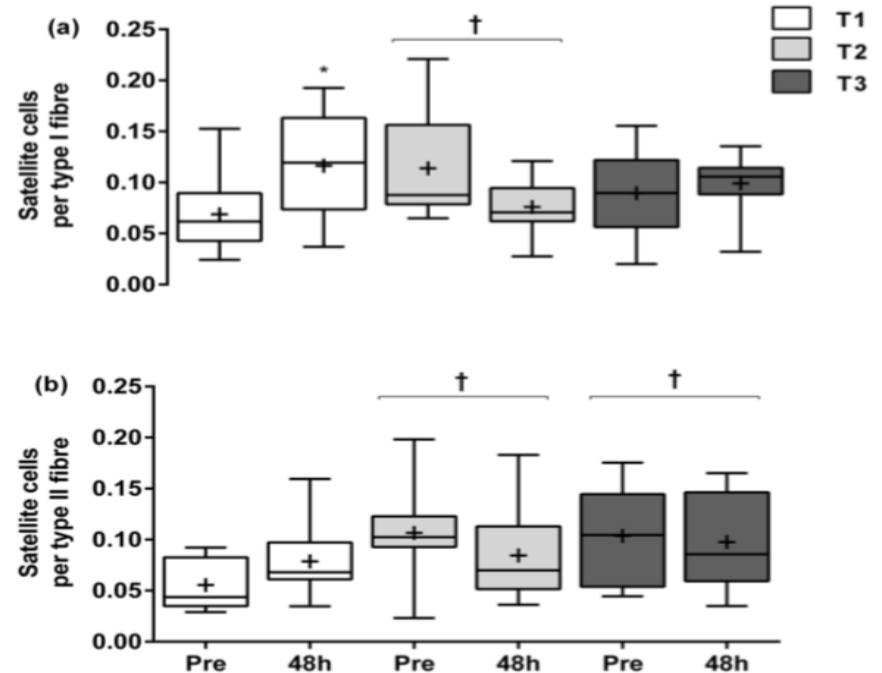 (a)
†
T1
T2
T3
*
Satellite cells
per type I fibre
0.25
0.20
0.15
0.10
0.05
0.00
(b)
†
†
Satellite cells
per type II fibre
0.25
0.20
0.15
0.10
0.05
0.00
Pre 48h Pre 48h Pre 48h